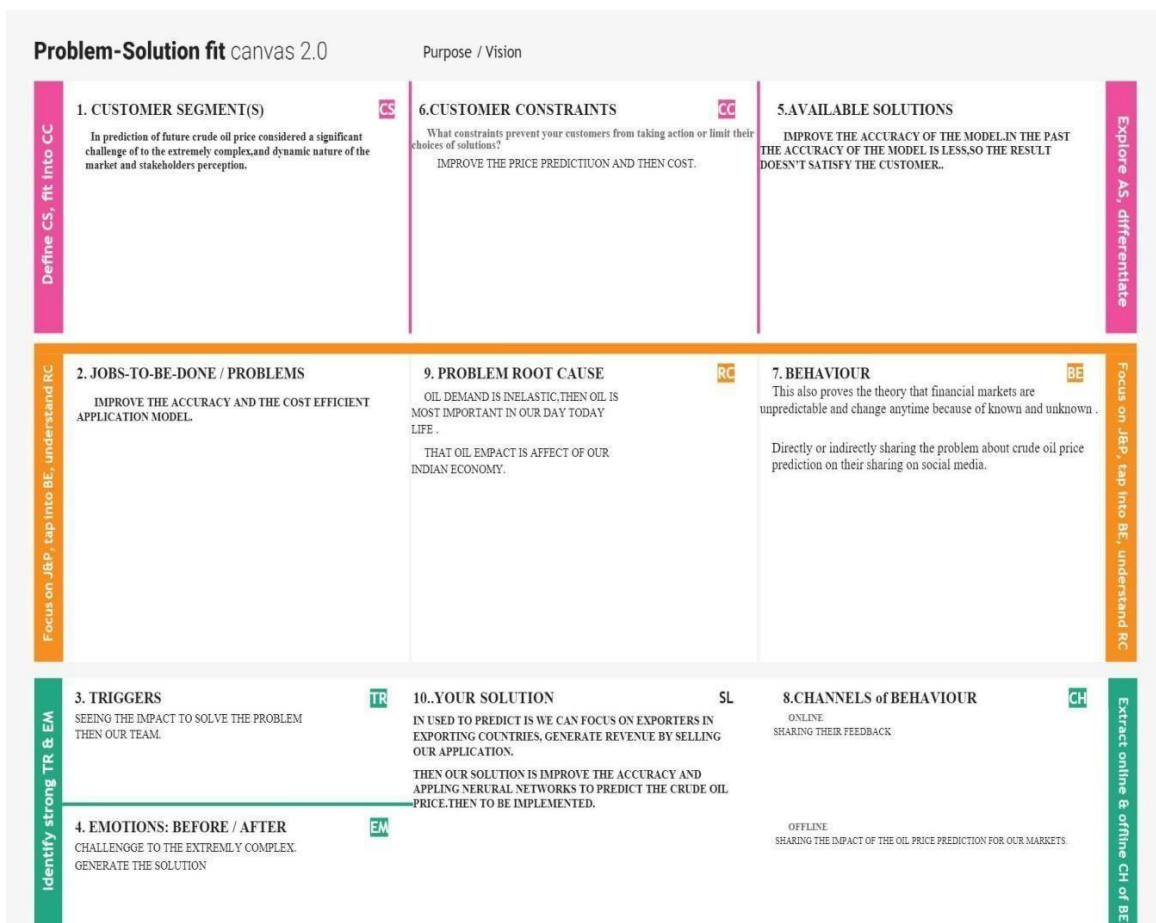 Problem-Solution fit canvas 2.0
Purpose / Vision
Define CS, fit into CC
1. CUSTOMER SEGMENT(S)
CS
In prediction of future crude oil price considered a significant
challenge of to the extremely complex,and dynamic nature of the
market and stakeholders perception.
6.CUSTOMER CONSTRAINTS
CC
What constraints prevent your customers from taking action or limit their
choices of solutions?
IMPROVE THE PRICE PREDICTIUON AND THEN COST.
5.AVAILABLE SOLUTIONS
IMPROVE THE ACCURACY OF THE MODEL.IN THE PAST
THE ACCURACY OF THE MODEL IS LESS,SO THE RESULT
DOESN'T SATISFY THE CUSTOMER..
Explore AS, differentiate
Focus on J&P, tap into BE, understand RC
2. JOBS-TO-BE-DONE / PROBLEMS
IMPROVE THE ACCURACY AND THE COST EFFICIENT
APPLICATION MODEL.
9. PROBLEM ROOT CAUSE
RC
OIL DEMAND IS INELASTIC,THEN OIL IS
MOST IMPORTANT IN OUR DAY TODAY
LIFE .
THAT OIL EMPACT IS AFFECT OF OUR
INDIAN ECONOMY.
7. BEHAVIOUR
BE
This also proves the theory that financial markets are
unpredictable and change anytime because of known and unknown .
Directly or indirectly sharing the problem about crude oil price
prediction on their sharing on social media.
Focus on J&P, tap into BE, understand RC
Identify strong TR & EM
3. TRIGGERS
TR
SEEING THE IMPACT TO SOLVE THE PROBLEM
THEN OUR TEAM.
4. EMOTIONS: BEFORE / AFTER
EM
CHALLENGGE TO THE EXTREMLY COMPLEX.
GENERATE THE SOLUTION
10..YOUR SOLUTION
SL
IN USED TO PREDICT IS WE CAN FOCUS ON EXPORTERS IN
EXPORTING COUNTRIES, GENERATE REVENUE BY SELLING
OUR APPLICATION.
THEN OUR SOLUTION IS IMPROVE THE ACCURACY AND
APPLING NERURAL NETWORKS TO PREDICT THE CRUDE OIL
PRICE.THEN TO BE IMPLEMENTED.
8.CHANNELS of BEHAVIOUR
CH
ONLINE
SHARING THEIR FEEDBACK
OFFLINE
SHARING THE IMPACT OF THE OIL PRICE PREDICTION FOR OUR MARKETS.
Extract online & offline CH of BE